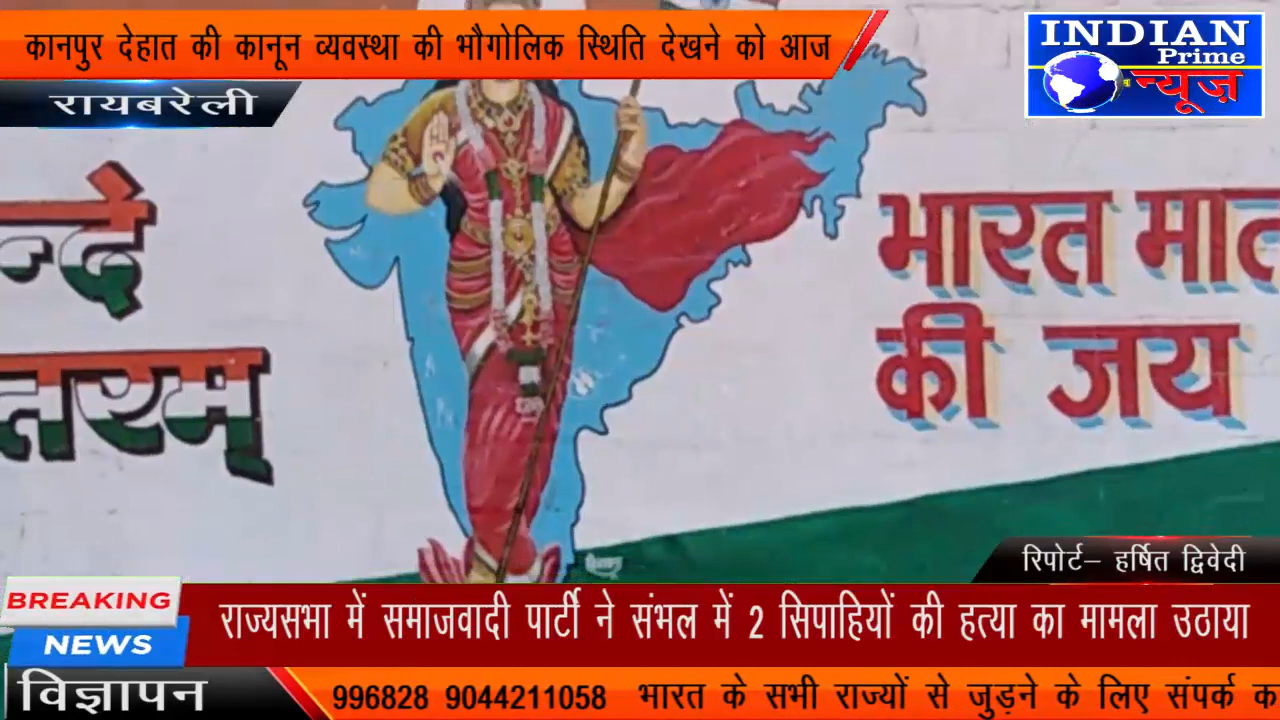 कानपुर देहात की कानून व्यवस्था की भौगोलिक स्थिति देखने को आज
INDIAN
Prime
न्यूज़
रायबरेली
न्दे
तरम्
भारत मात
की जय
रिपोर्ट- हर्षित द्विवेदी
BREAKING
NEWS
राज्यसभा में समाजवादी पार्टी ने संभल में 2 सिपाहियों की हत्या का मामला उठाया
विज्ञापन
996828 9044211058 भारत के सभी राज्यों से जुड़ने के लिए संपर्क क